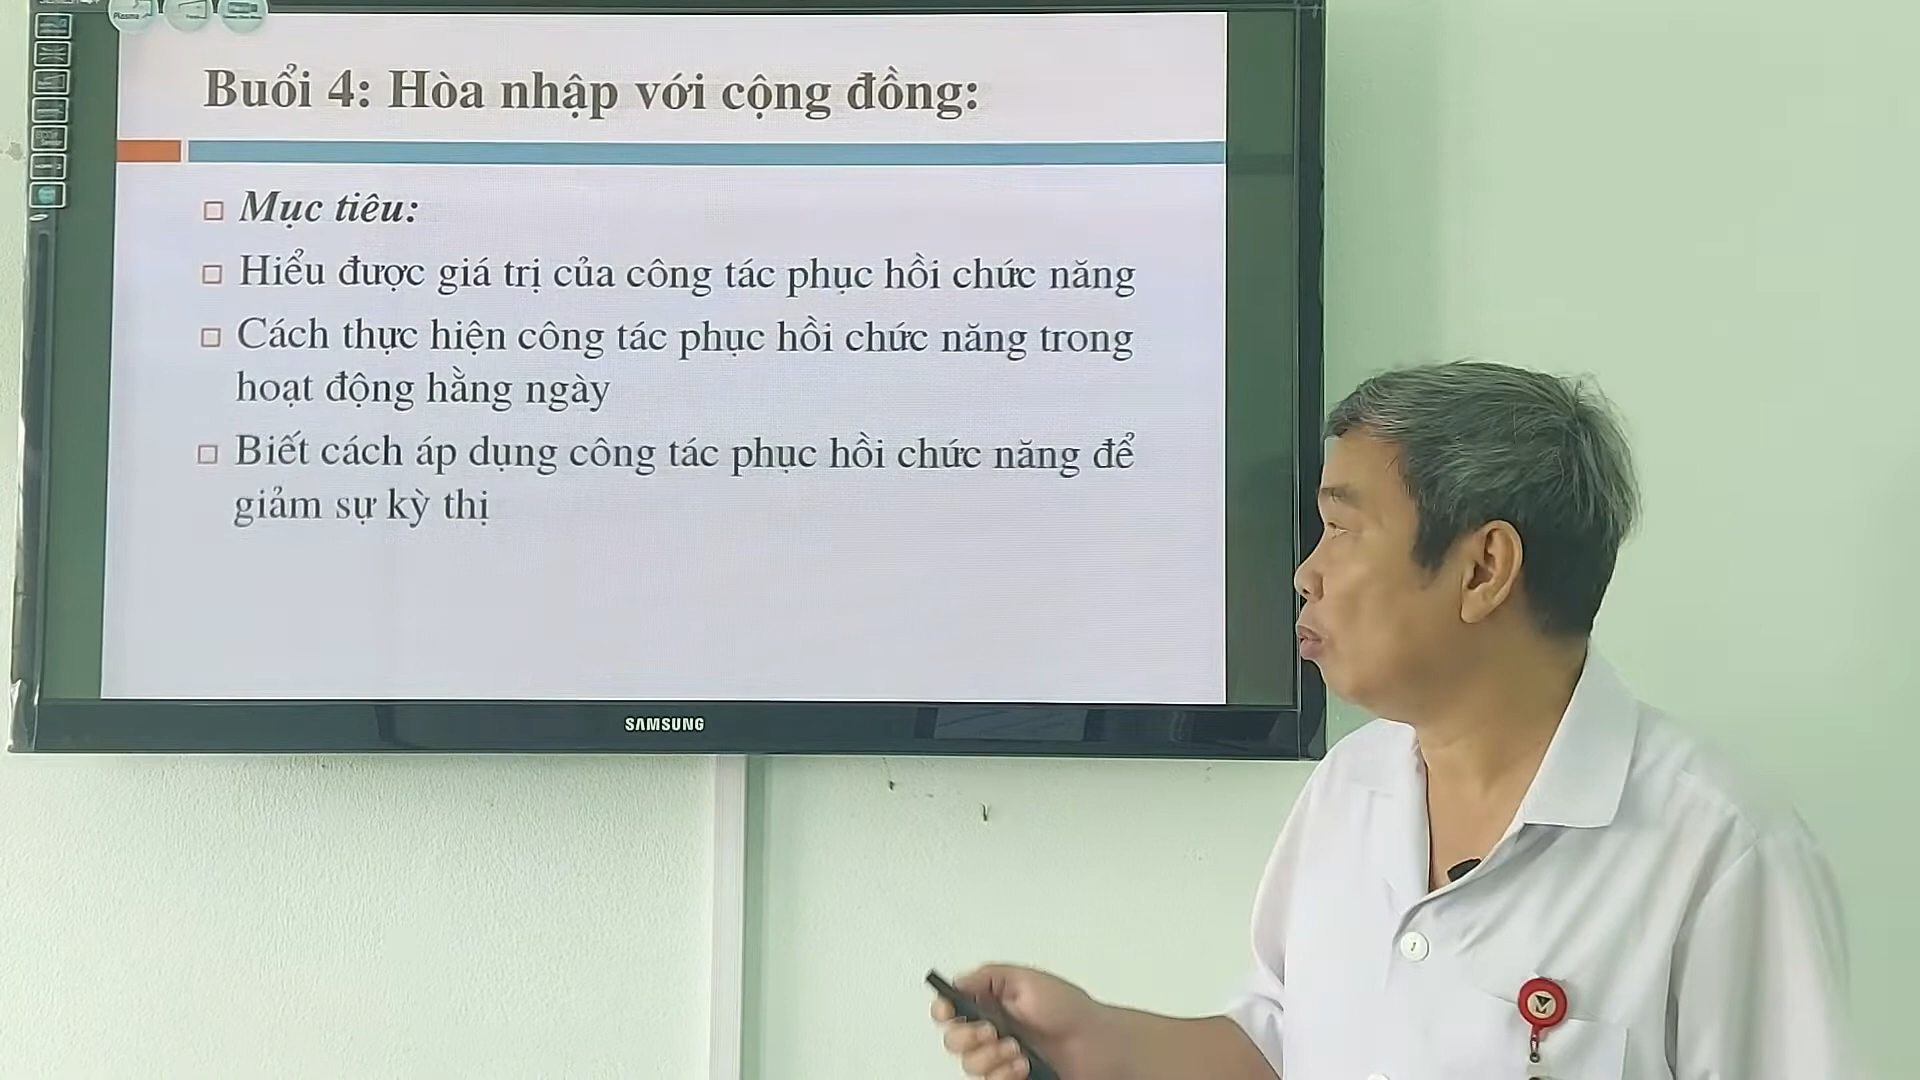 Buổi 4: Hòa nhập với cộng đồng:
Mục tiêu:
Hiểu được giá trị của công tác phục hồi chức năng
Cách thực hiện công tác phục hồi chức năng trong
hoạt động hằng ngày
Biết cách áp dụng công tác phục hồi chức năng để
giảm sự kỳ thị
SAMSUNG